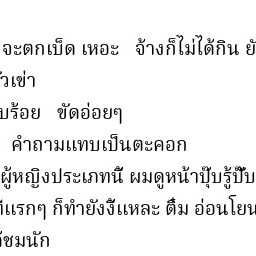 จะตกเบ็ด เหอะ จ้างก็ไม่ได้กิน ยั
วัเข่า
บร้อย ขัดอ่อยๆ
คำถามแทบเป็นตะคอก
ผู้หญิงประเภทนี้ ผมดูหน้าปุ๊บรู้ปั๊บ
ทีแรกๆ ก็ทำยังงี้แหละ ติ๋ม อ่อนโยน
ชมนัก